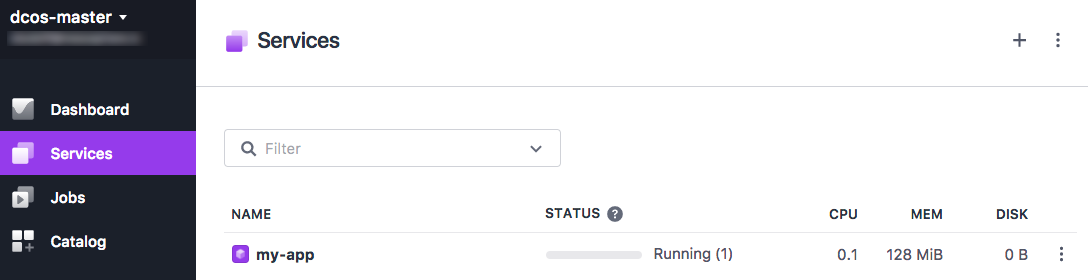 dcos-master
Services
Dashboard
Services
Jobs
Catalog
Filter
NAME STATUS ? CPU MEM DISK
my-app Running (1) 0.1 128 MiB 0 B